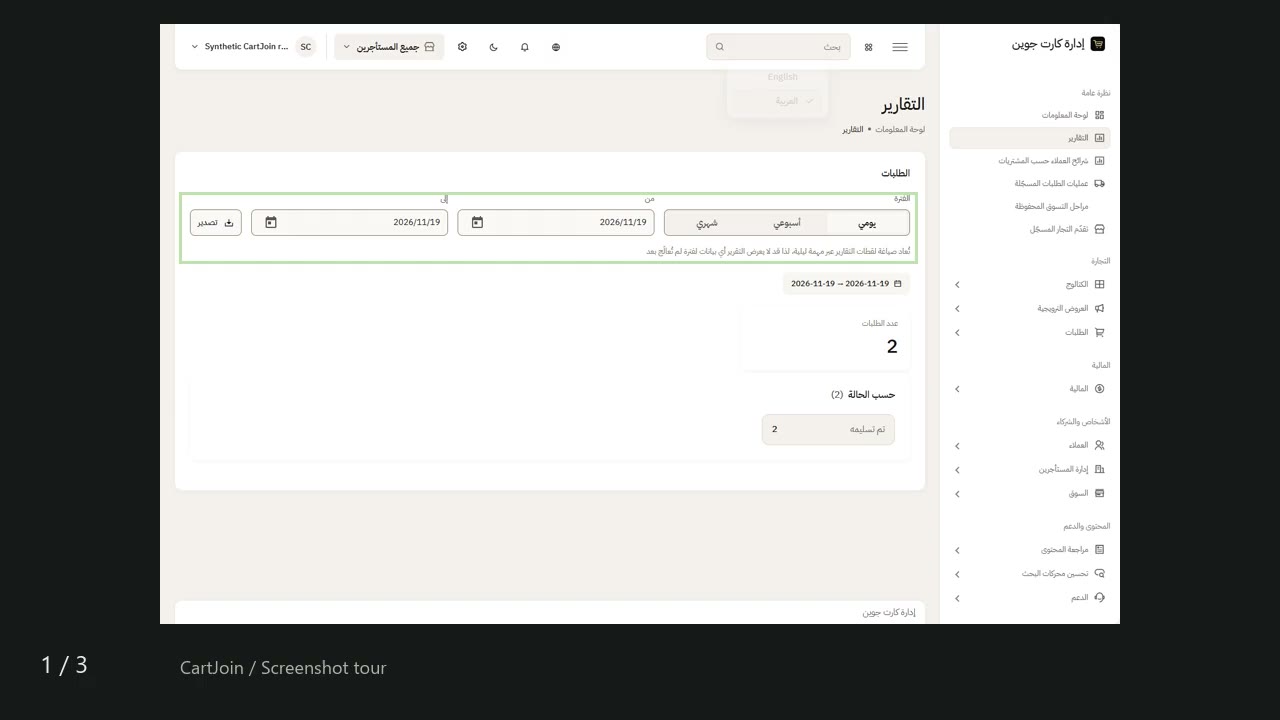 إدارة كارت جوين
نظرة عامة
لوحة المعلومات
التقارير
شرائح العملاء حسب المشتريات
عمليات الطلبات المسجّلة
مراحل التسوق المحفوظة
تقدّم التجار المسجّل
التجارة
الكتالوج
العروض الترويجية
الطلبات
المالية
المالية
الأشخاص والشركاء
العملاء
إدارة المستأجرين
السوق
المحتوى والدعم
مراجعة المحتوى
تحسين محركات البحث
الدعم
بحث
جميع المستأجرين
SC
Synthetic CartJoin r...
English
العربية
التقارير
لوحة المعلومات • التقارير
الطلبات
الفترة
من
إلى
يومي
أسبوعي
شهري
2026/11/19
2026/11/19
تصدير
تُعاد صياغة لقطات التقارير عبر مهمة ليلية، لذا قد لا يعرض التقرير أي بيانات لفترة لم تُعالَج بعد.
2026-11-19 – 2026-11-19
عدد الطلبات
2
حسب الحالة (2)
تم تسليمه
2
إدارة كارت جوين
1 / 3
CartJoin / Screenshot tour